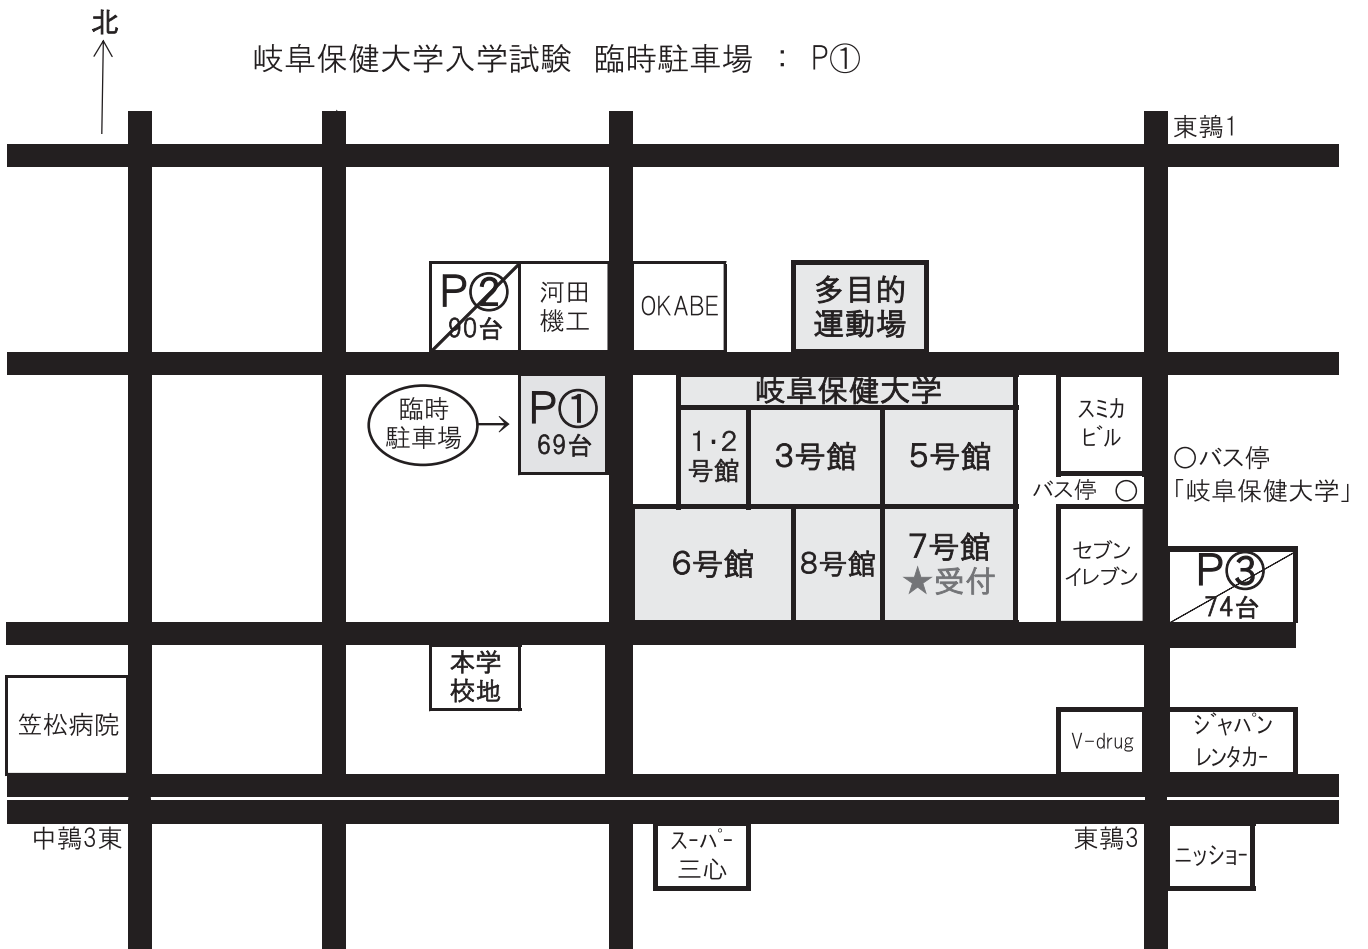 北
岐阜保健大学入学試験 臨時駐車場 : P①
東鶉1
P②
90台
河田
機工
OKABE
多目的
運動場
臨時
駐車場
P①
69台
岐阜保健大学
1・2
号館
3号館
5号館
スミカ
ビル
バス停 ○
○バス停
「岐阜保健大学」
6号館
8号館
7号館
★受付
セブン
イレブン
P③
74台
本学
校地
笠松病院
V-drug
ジャパン
レンタカー
中鶉3東
スーパー
三心
東鶉3
ニッショー